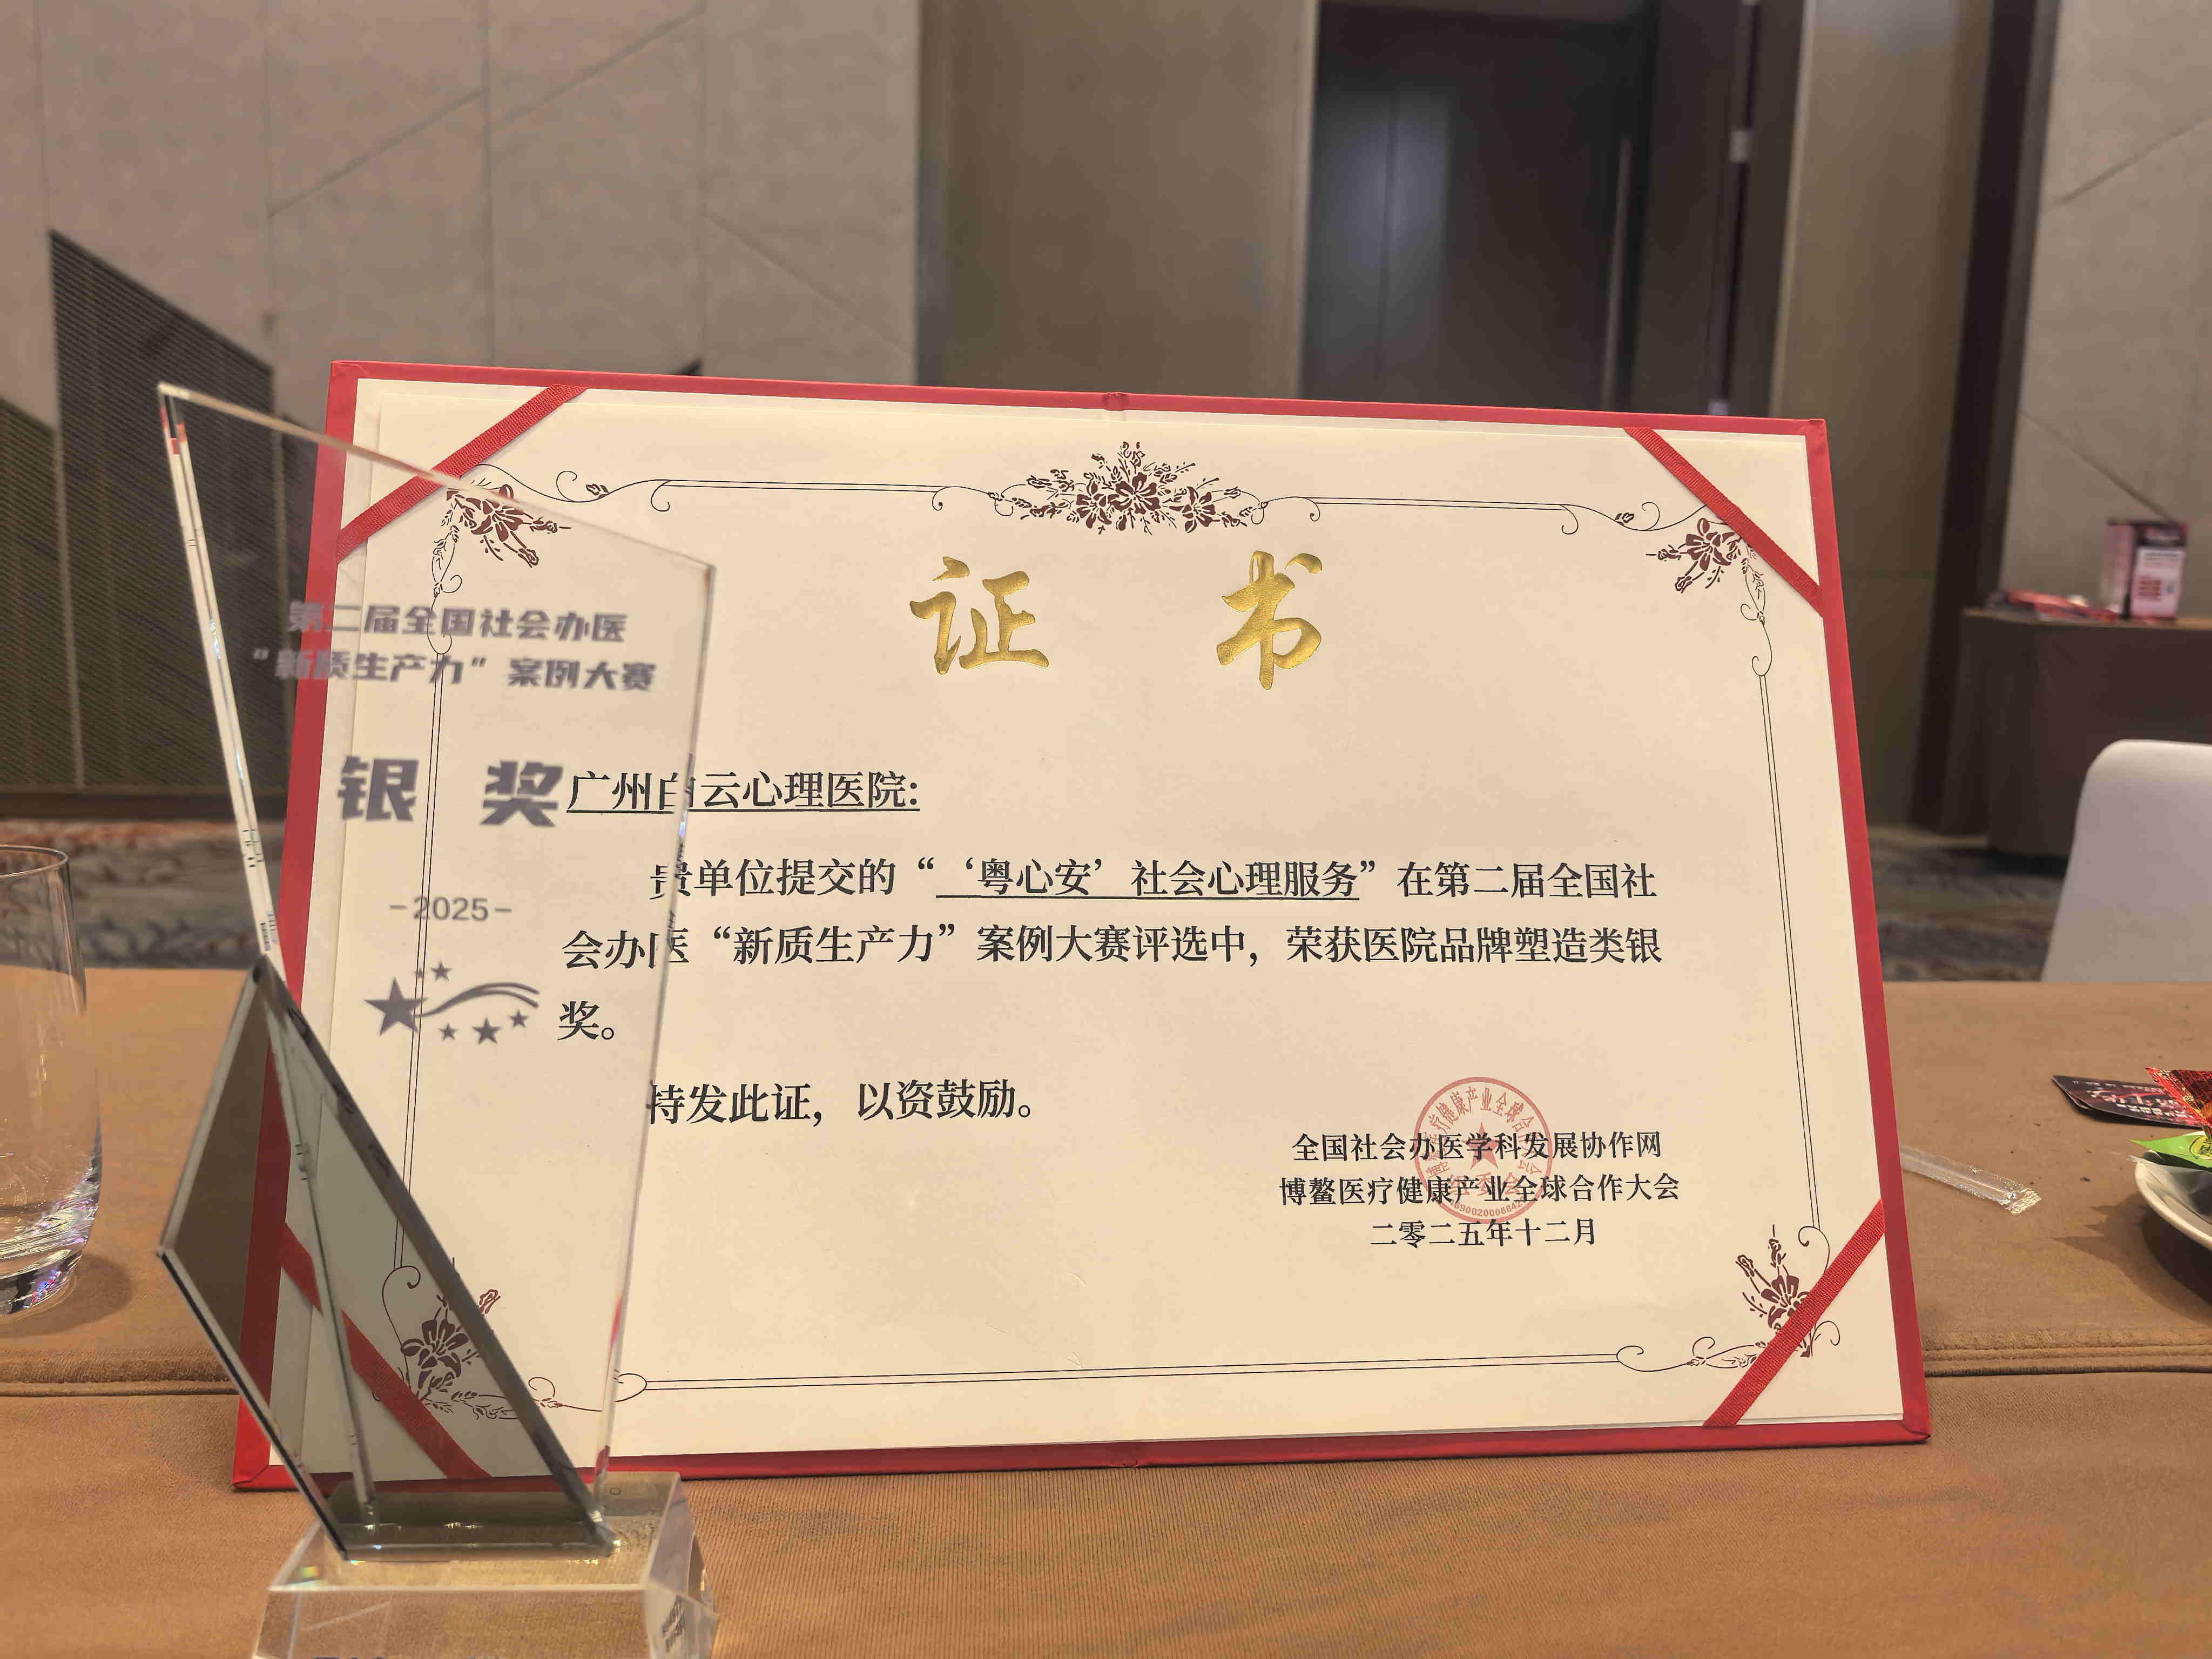 第二届全国社会办医
“新质生产力”案例大赛
银 奖
-2025-
证 书
广州白云心理医院:
贵单位提交的“‘粤心安’社会心理服务”在第二届全国社
会办医“新质生产力”案例大赛评选中，荣获医院品牌塑造类银
奖。
特发此证，以资鼓励。
全国社会办医学科发展协作网
博鳌医疗健康产业全球合作大会
二零二五年十二月